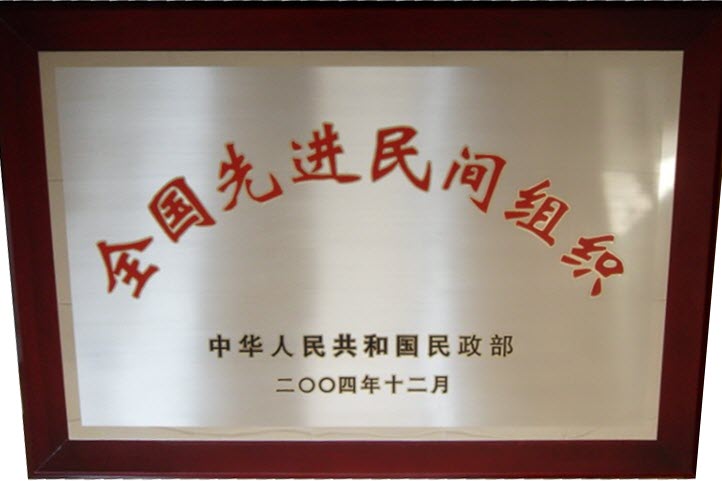 全国先进民间组织
中华人民共和国民政部
二〇〇四年十二月